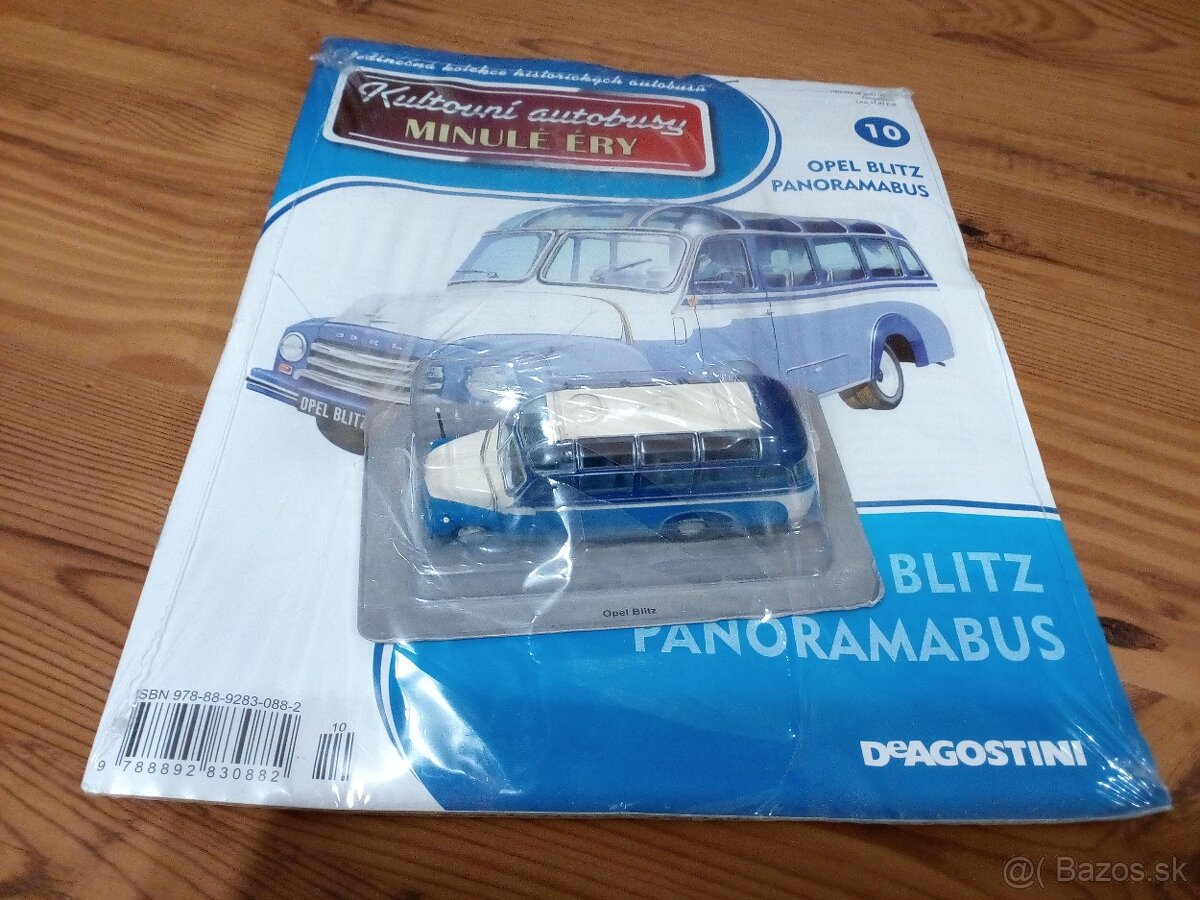 Jedinečná kolekce historických autobusů
Kultovní autobusy
MINULÉ ÉRY
10
OPEL BLITZ
PANORAMABUS
OPEL
OPEL BLITZ
Opel Blitz
BLITZ
PANORAMABUS
ISBN 978-88-9283-088-2
10
9 788892 830882
DeAGOSTINI
@( Bazos.sk